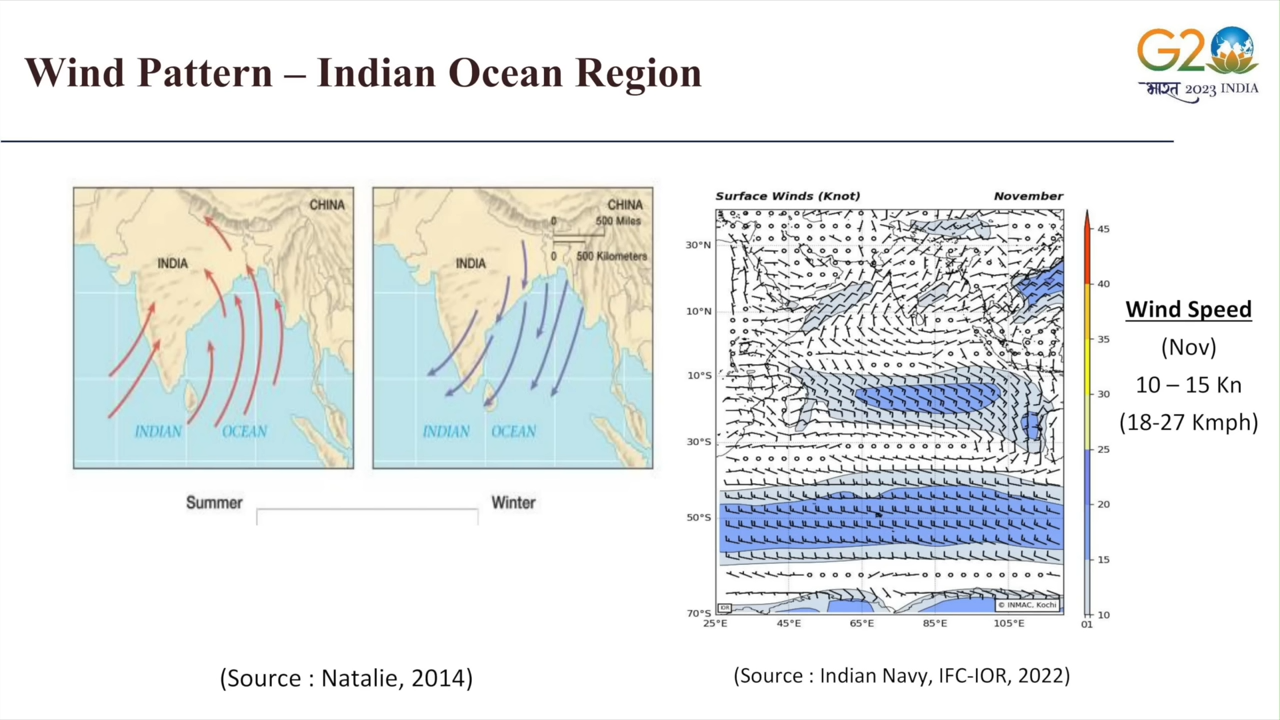 Wind Pattern – Indian Ocean Region
G20
भारत 2023 INDIA
CHINA
INDIA
INDIAN OCEAN
Summer
CHINA
0 500 Miles
0 500 Kilometers
INDIA
INDIAN OCEAN
Winter
(Source : Natalie, 2014)
Surface Winds (Knot) November
30°N
10°N
10°S
30°S
50°S
70°S
25°E 45°E 65°E 85°E 105°E 01
IOR
© INMAC, Kochi
45
40
35
30
25
20
15
10
Wind Speed
(Nov)
10 – 15 Kn
(18-27 Kmph)
(Source : Indian Navy, IFC-IOR, 2022)